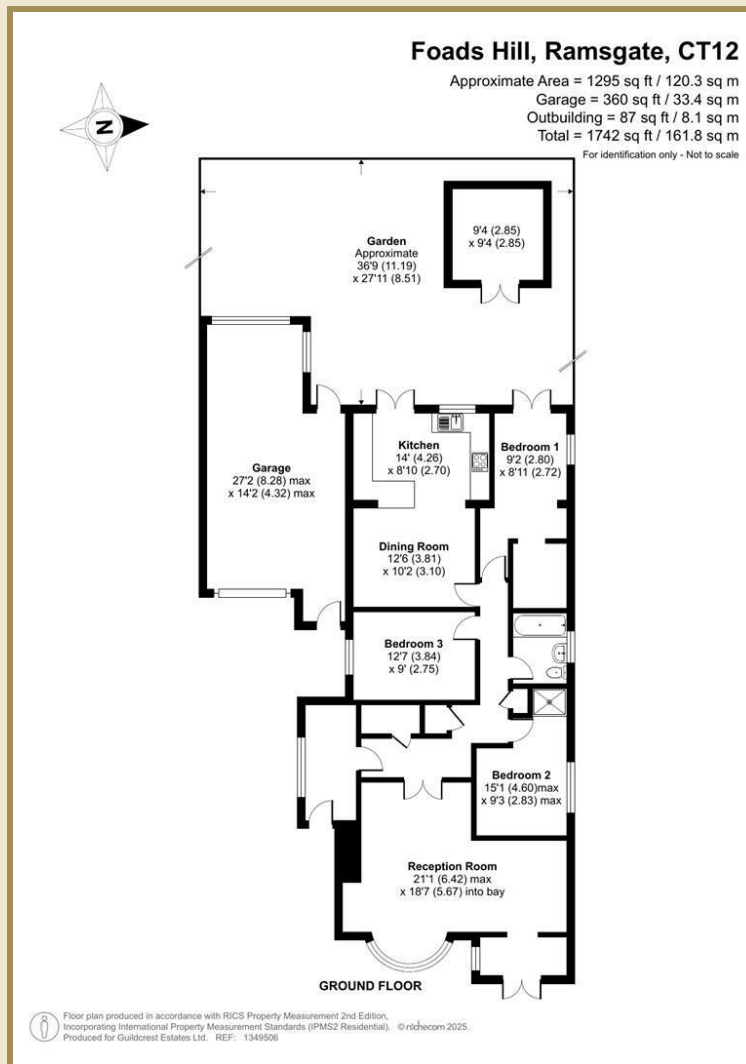 Foads Hill, Ramsgate, CT12
Approximate Area = 1295 sq ft / 120.3 sq m
Garage = 360 sq ft / 33.4 sq m
Outbuilding = 87 sq ft / 8.1 sq m
Total = 1742 sq ft / 161.8 sq m
For identification only - Not to scale
N
9'4 (2.85)
x 9'4 (2.85)
Garden
Approximate
36'9 (11.19)
x 27'11 (8.51)
Kitchen
14' (4.26)
x 8'10 (2.70)
Bedroom 1
9'2 (2.80)
x 8'11 (2.72)
Garage
27'2 (8.28) max
x 14'2 (4.32) max
Dining Room
12'6 (3.81)
x 10'2 (3.10)
Bedroom 3
12'7 (3.84)
x 9' (2.75)
Bedroom 2
15'1 (4.60)max
x 9'3 (2.83) max
Reception Room
21'1 (6.42) max
x 18'7 (5.67) into bay
GROUND FLOOR
Floor plan produced in accordance with RICS Property Measurement 2nd Edition,
Incorporating International Property Measurement Standards (IPMS2 Residential). ©nichecom 2025.
Produced for Guildcrest Estates Ltd. REF: 1349506